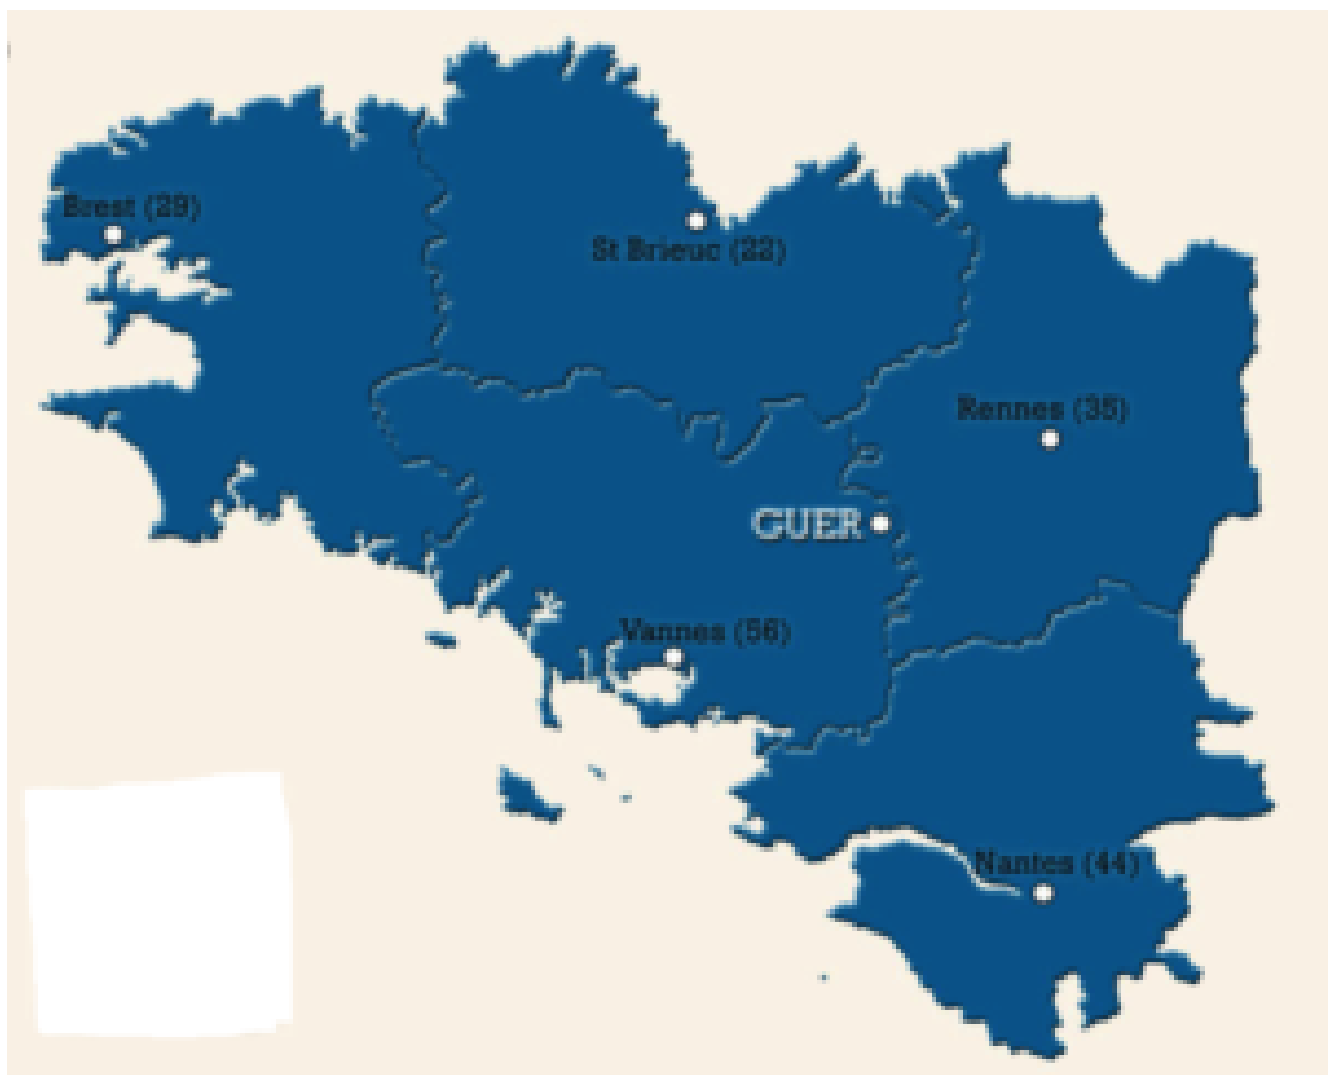 Brest (29)
St Brieuc (22)
Rennes (35)
GUER
Vannes (56)
Nantes (44)